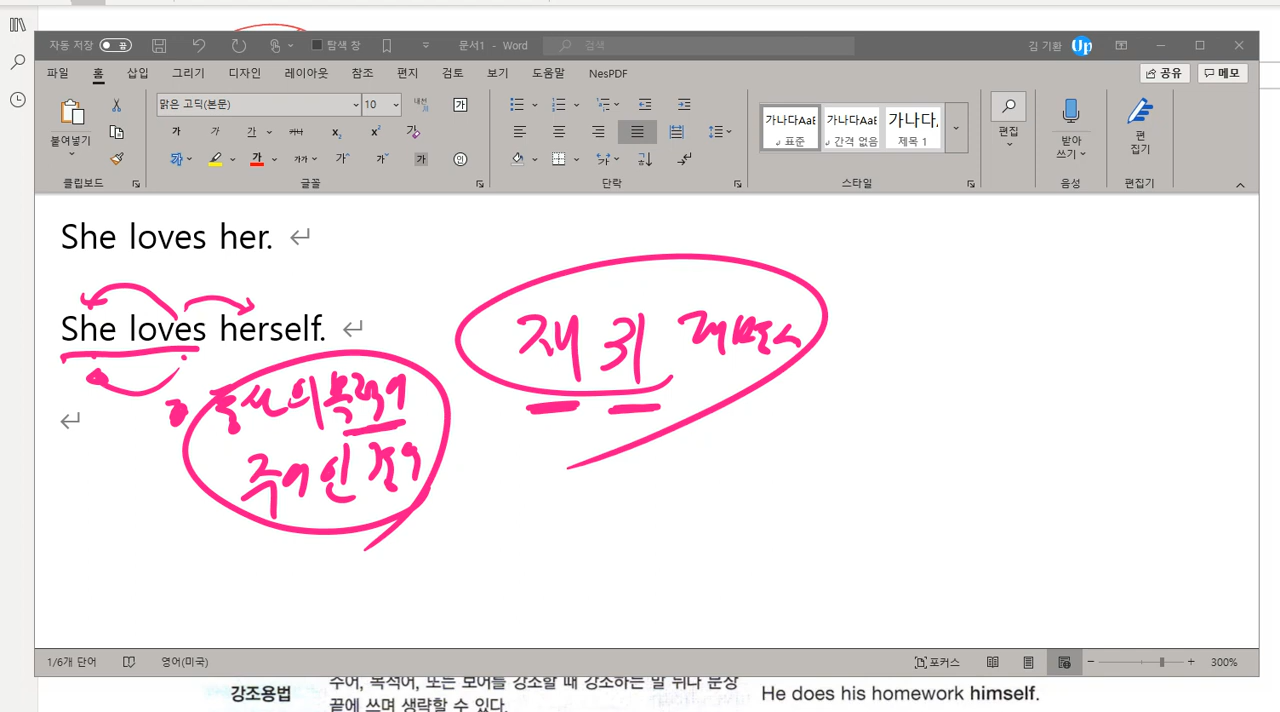 자동 저장 끔 탐색 창 문서1 - Word 검색 김 기환 Up
파일 홈 삽입 그리기 디자인 레이아웃 참조 편지 검토 보기 도움말 NesPDF 공유 메모
맑은 고딕(본문) 10
가나다AaB 가나다AaB 가나다
표준 간격 없음 제목 1
붙여넣기 편집 받아쓰기 편집기
클립보드 글꼴 단락 스타일 음성 편집기
She loves her.
She loves herself.
재귀
동사의 목적어
주어인 경우
1/6개 단어 영어(미국) 포커스 300%
강조용법
주어, 목적어, 또는 보어를 강조할 때 강조하는 말 뒤나 문장
끝에 쓰며 생략할 수 있다.
He does his homework himself.